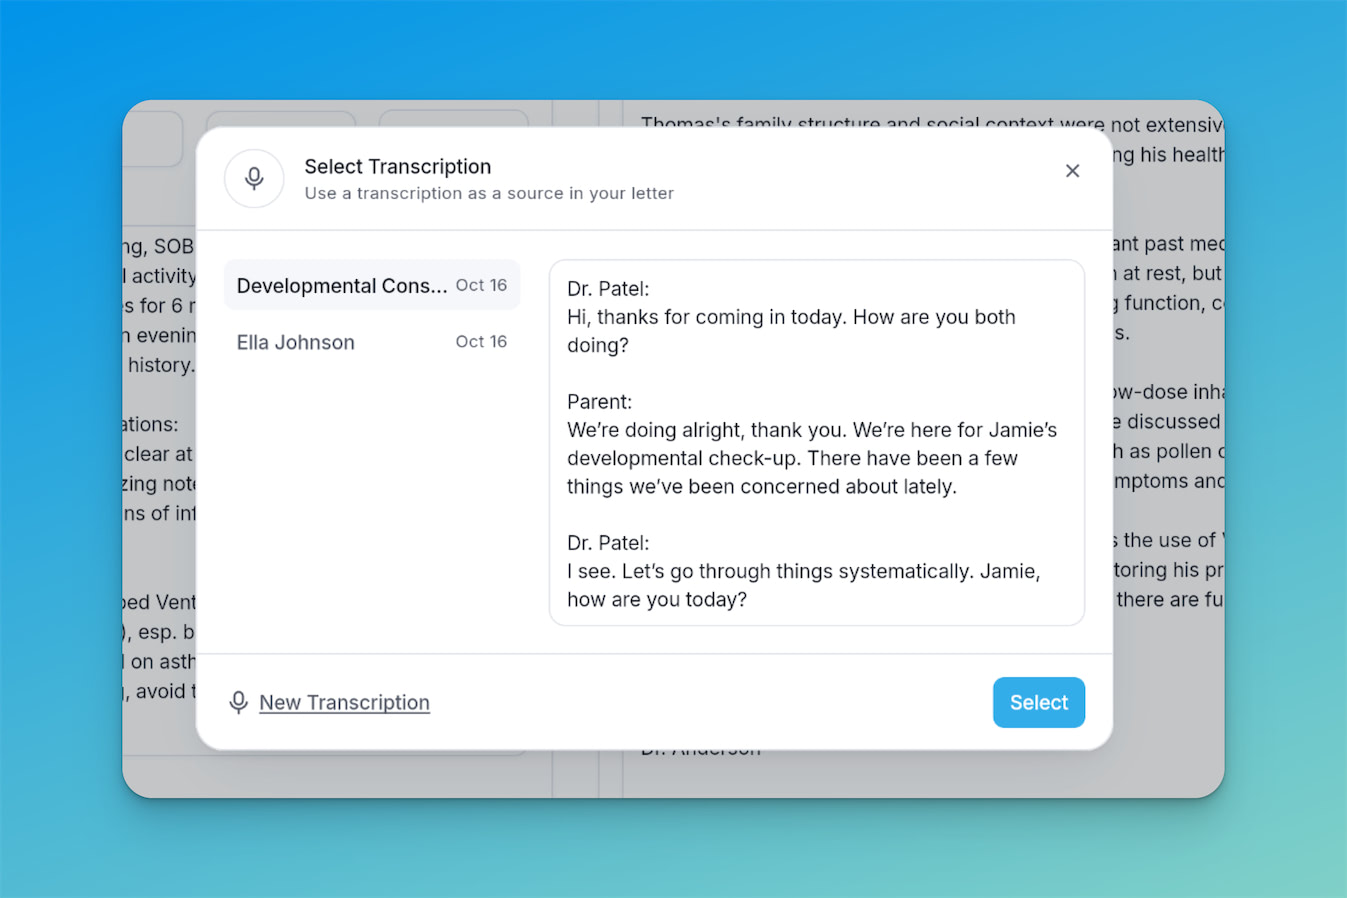 Thomas's family structure and social context were not
ng his health
Select Transcription
Use a transcription as a source in your letter
ng, SOB
l activity
s for 6
n evenin
history.
ations:
clear at
zing note
ns of inf
ped Vent
), esp. b
l on asth
g, avoid t
Developmental Cons... Oct 16
Ella Johnson Oct 16
Dr. Patel:
Hi, thanks for coming in today. How are you both
doing?
Parent:
We’re doing alright, thank you. We’re here for Jamie’s
developmental check-up. There have been a few
things we’ve been concerned about lately.
Dr. Patel:
I see. Let’s go through things systematically. Jamie,
how are you today?
ant past med
n at rest, but
g function, c
s.
ow-dose inha
e discussed
h as pollen
mptoms and
s the use of
toring his pr
there are fu
New Transcription
Select
Dr. Anderson